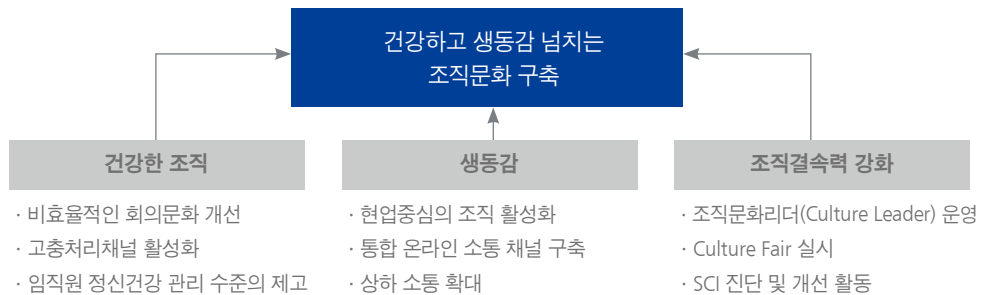 건강하고 생동감 넘치는
조직문화 구축
건강한 조직
· 비효율적인 회의문화 개선
· 고충처리채널 활성화
· 임직원 정신건강 관리 수준의 제고
생동감
· 현업중심의 조직 활성화
· 통합 온라인 소통 채널 구축
· 상하 소통 확대
조직결속력 강화
· 조직문화리더(Culture Leader) 운영
· Culture Fair 실시
· SCI 진단 및 개선 활동